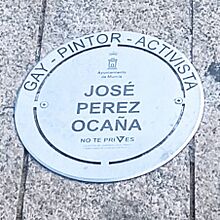 GAY - PINTOR - ACTIVISTA
Ayuntamiento
de Murcia
JOSÉ
PEREZ
OCAÑA
NO TE PRIVES